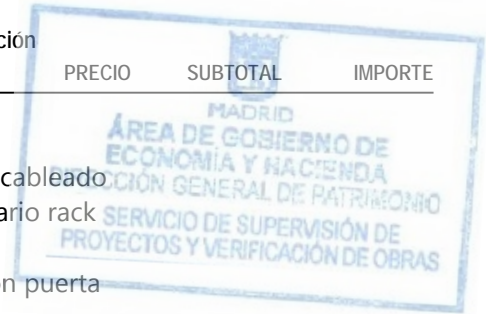 ción
PRECIO SUBTOTAL IMPORTE
MADRID
ÁREA DE GOBIERNO DE
ECONOMÍA Y HACIENDA
cableado
DIRECCIÓN GENERAL DE PATRIMONIO
ario rack
SERVICIO DE SUPERVISIÓN DE
PROYECTOS Y VERIFICACIÓN DE OBRAS
on puerta